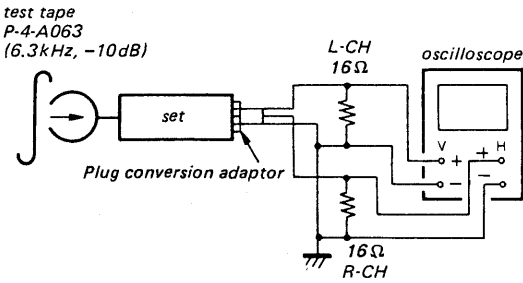 test tape
P-4-A063
(6.3kHz, −10dB)
set
Plug conversion adaptor
L-CH
16Ω
oscilloscope
V
H
+
+
−
−
16Ω
R-CH